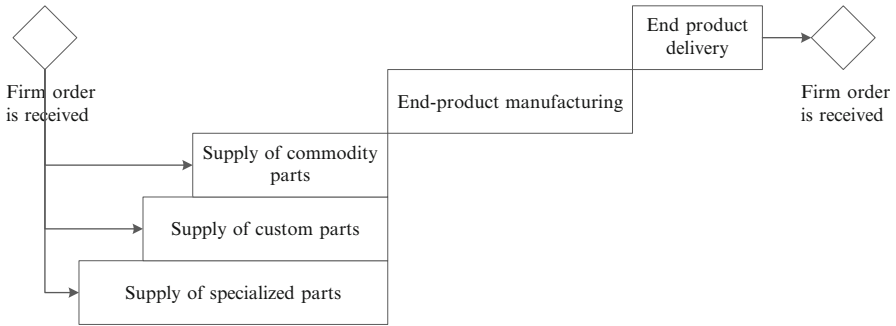 End product
delivery
Firm order
is received
End-product manufacturing
Firm order
is received
Supply of commodity
parts
Supply of custom parts
Supply of specialized parts